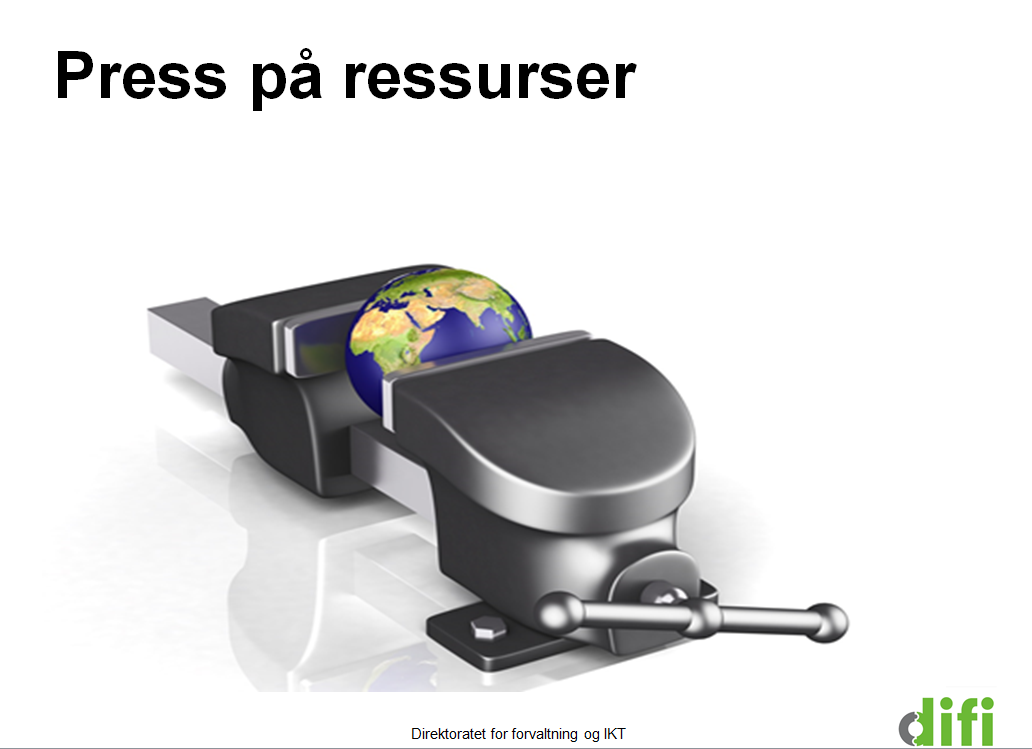 Press på ressurser
Direktoratet for forvaltning og IKT
difi